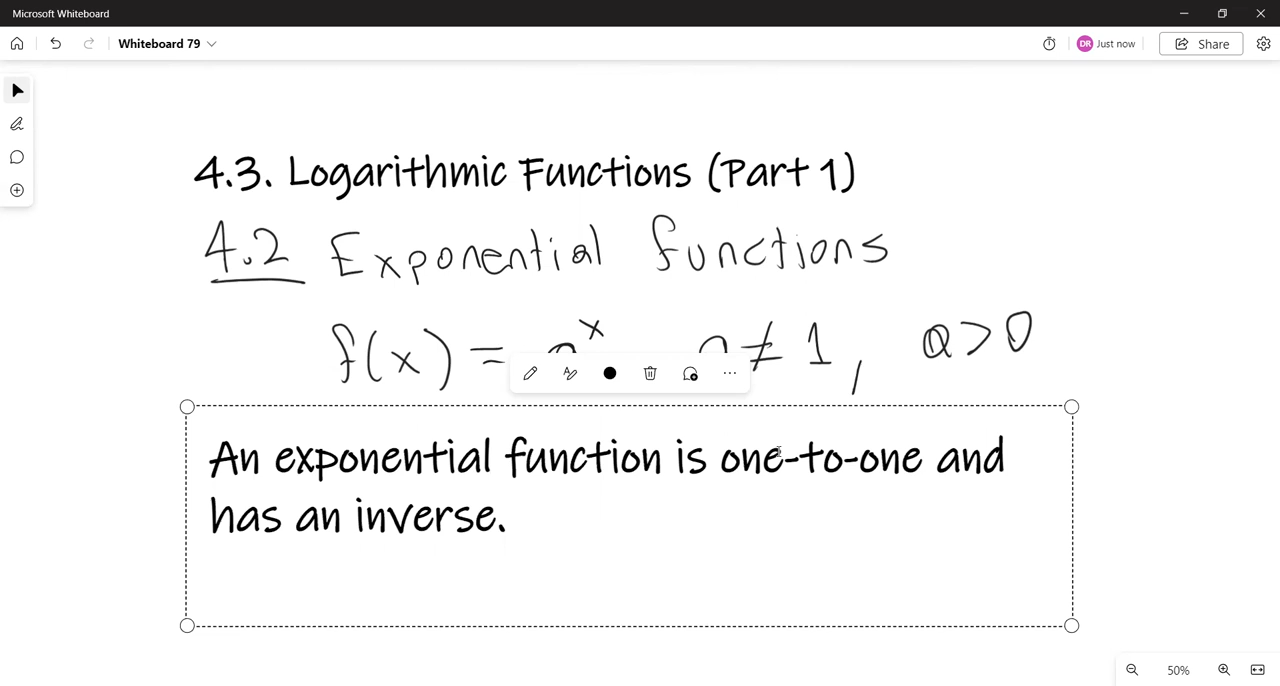 Microsoft Whiteboard
Whiteboard 79
DR Just now
Share
4.3. Logarithmic Functions (Part 1)
4.2 Exponential functions
f(x) = a^x a ≠ 1, a > 0
An exponential function is one-to-one and
has an inverse.
50%